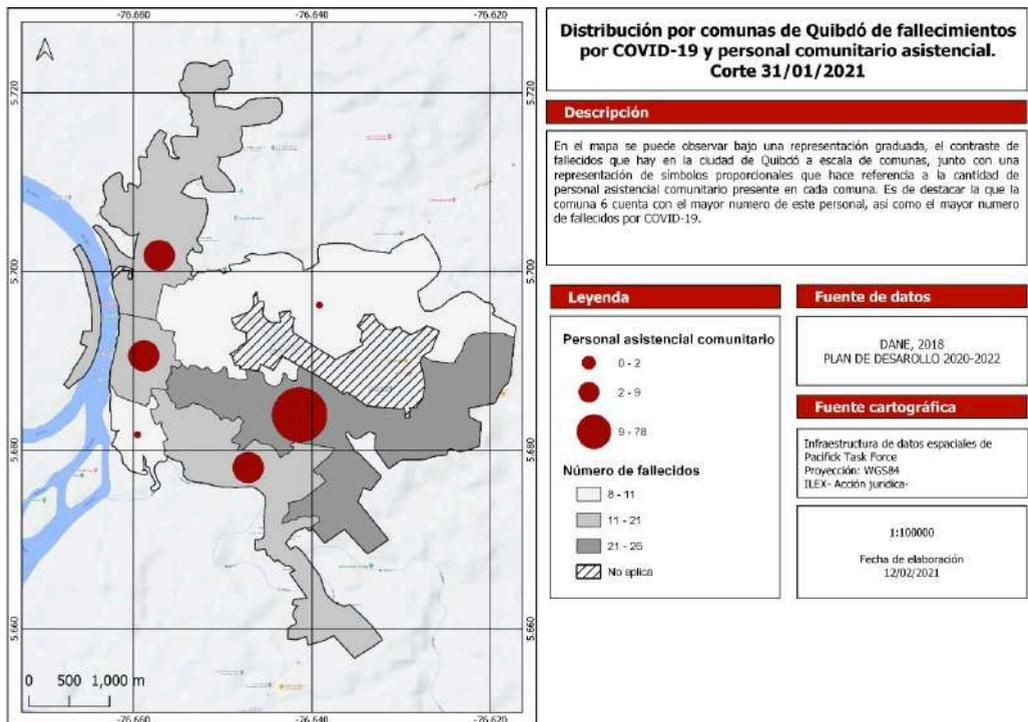 -76.660
-76.640
-76.620
5.720
5.720
5.700
5.700
5.680
5.680
5.660
5.660
0 500 1,000 m
-76.660
-76.640
-76.620
Distribución por comunas de Quibdó de fallecimientos
por COVID-19 y personal comunitario asistencial.
Corte 31/01/2021
Descripción
En el mapa se puede observar bajo una representación graduada, el contraste de
fallecidos que hay en la ciudad de Quibdó a escala de comunas, junto con una
representación de símbolos proporcionales que hace referencia a la cantidad de
personal asistencial comunitario presente en cada comuna. Es de destacar la que la
comuna 6 cuenta con el mayor numero de este personal, así como el mayor numero
de fallecidos por COVID-19.
Leyenda
Personal asistencial comunitario
0 - 2
2 - 9
9 - 78
Número de fallecidos
8 - 11
11 - 21
21 - 26
No aplica
Fuente de datos
DANE, 2018
PLAN DE DESAROLLO 2020-2022
Fuente cartográfica
Infraestructura de datos espaciales de
Pacifick Task Force
Proyección: WGS84
ILEX- Acción jurídica-
1:100000
Fecha de elaboración
12/02/2021